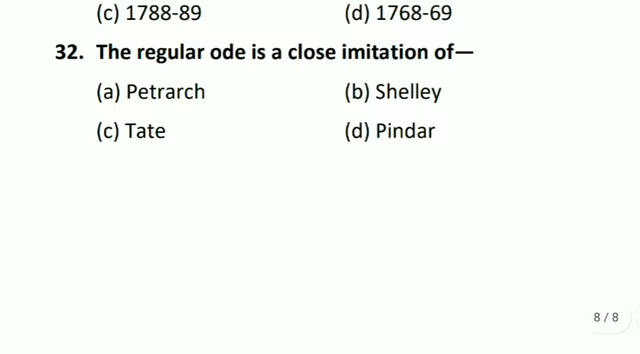 (c) 1788-89 (d) 1768-69
32. The regular ode is a close imitation of—
(a) Petrarch (b) Shelley
(c) Tate (d) Pindar
8 / 8